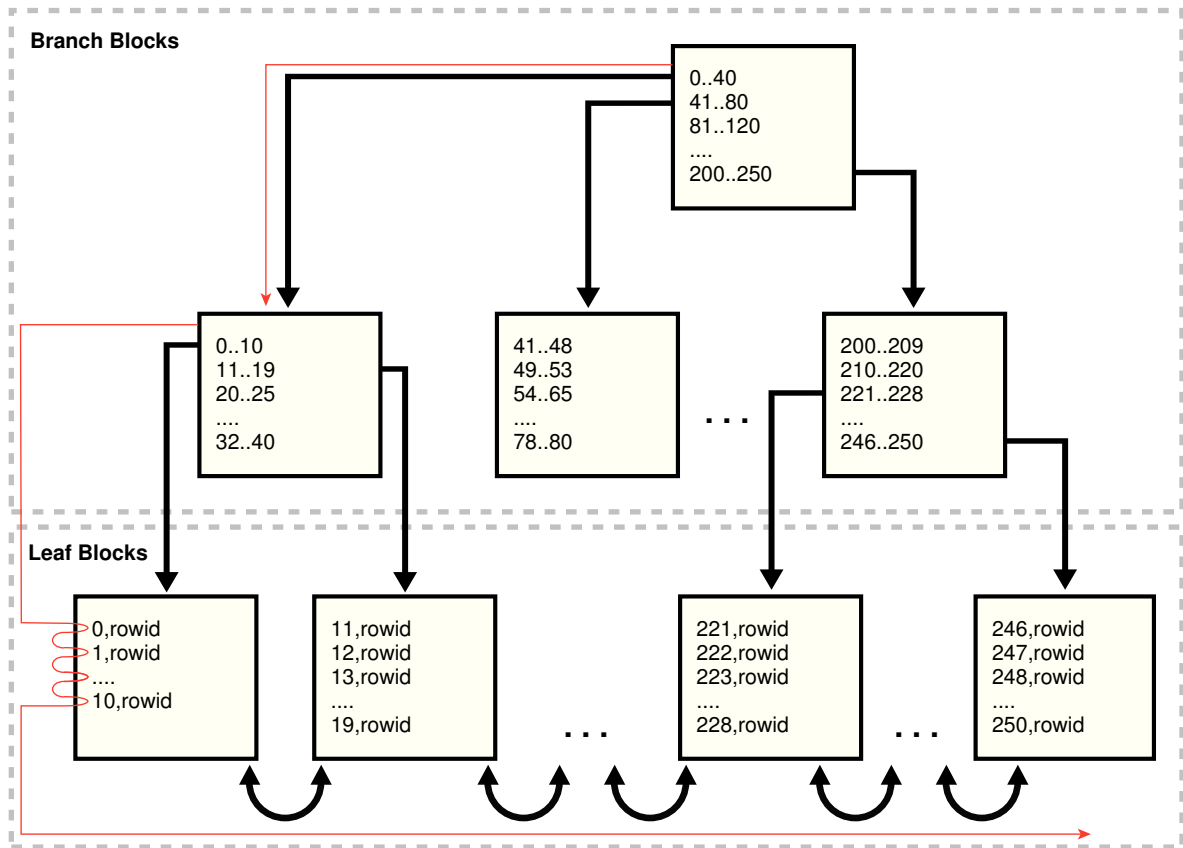 Branch Blocks
0..40
41..80
81..120
....
200..250
0..10
11..19
20..25
....
32..40
41..48
49..53
54..65
....
78..80
. . .
200..209
210..220
221..228
....
246..250
Leaf Blocks
0,rowid
1,rowid
....
10,rowid
11,rowid
12,rowid
13,rowid
....
19,rowid
. . .
221,rowid
222,rowid
223,rowid
....
228,rowid
. . .
246,rowid
247,rowid
248,rowid
....
250,rowid